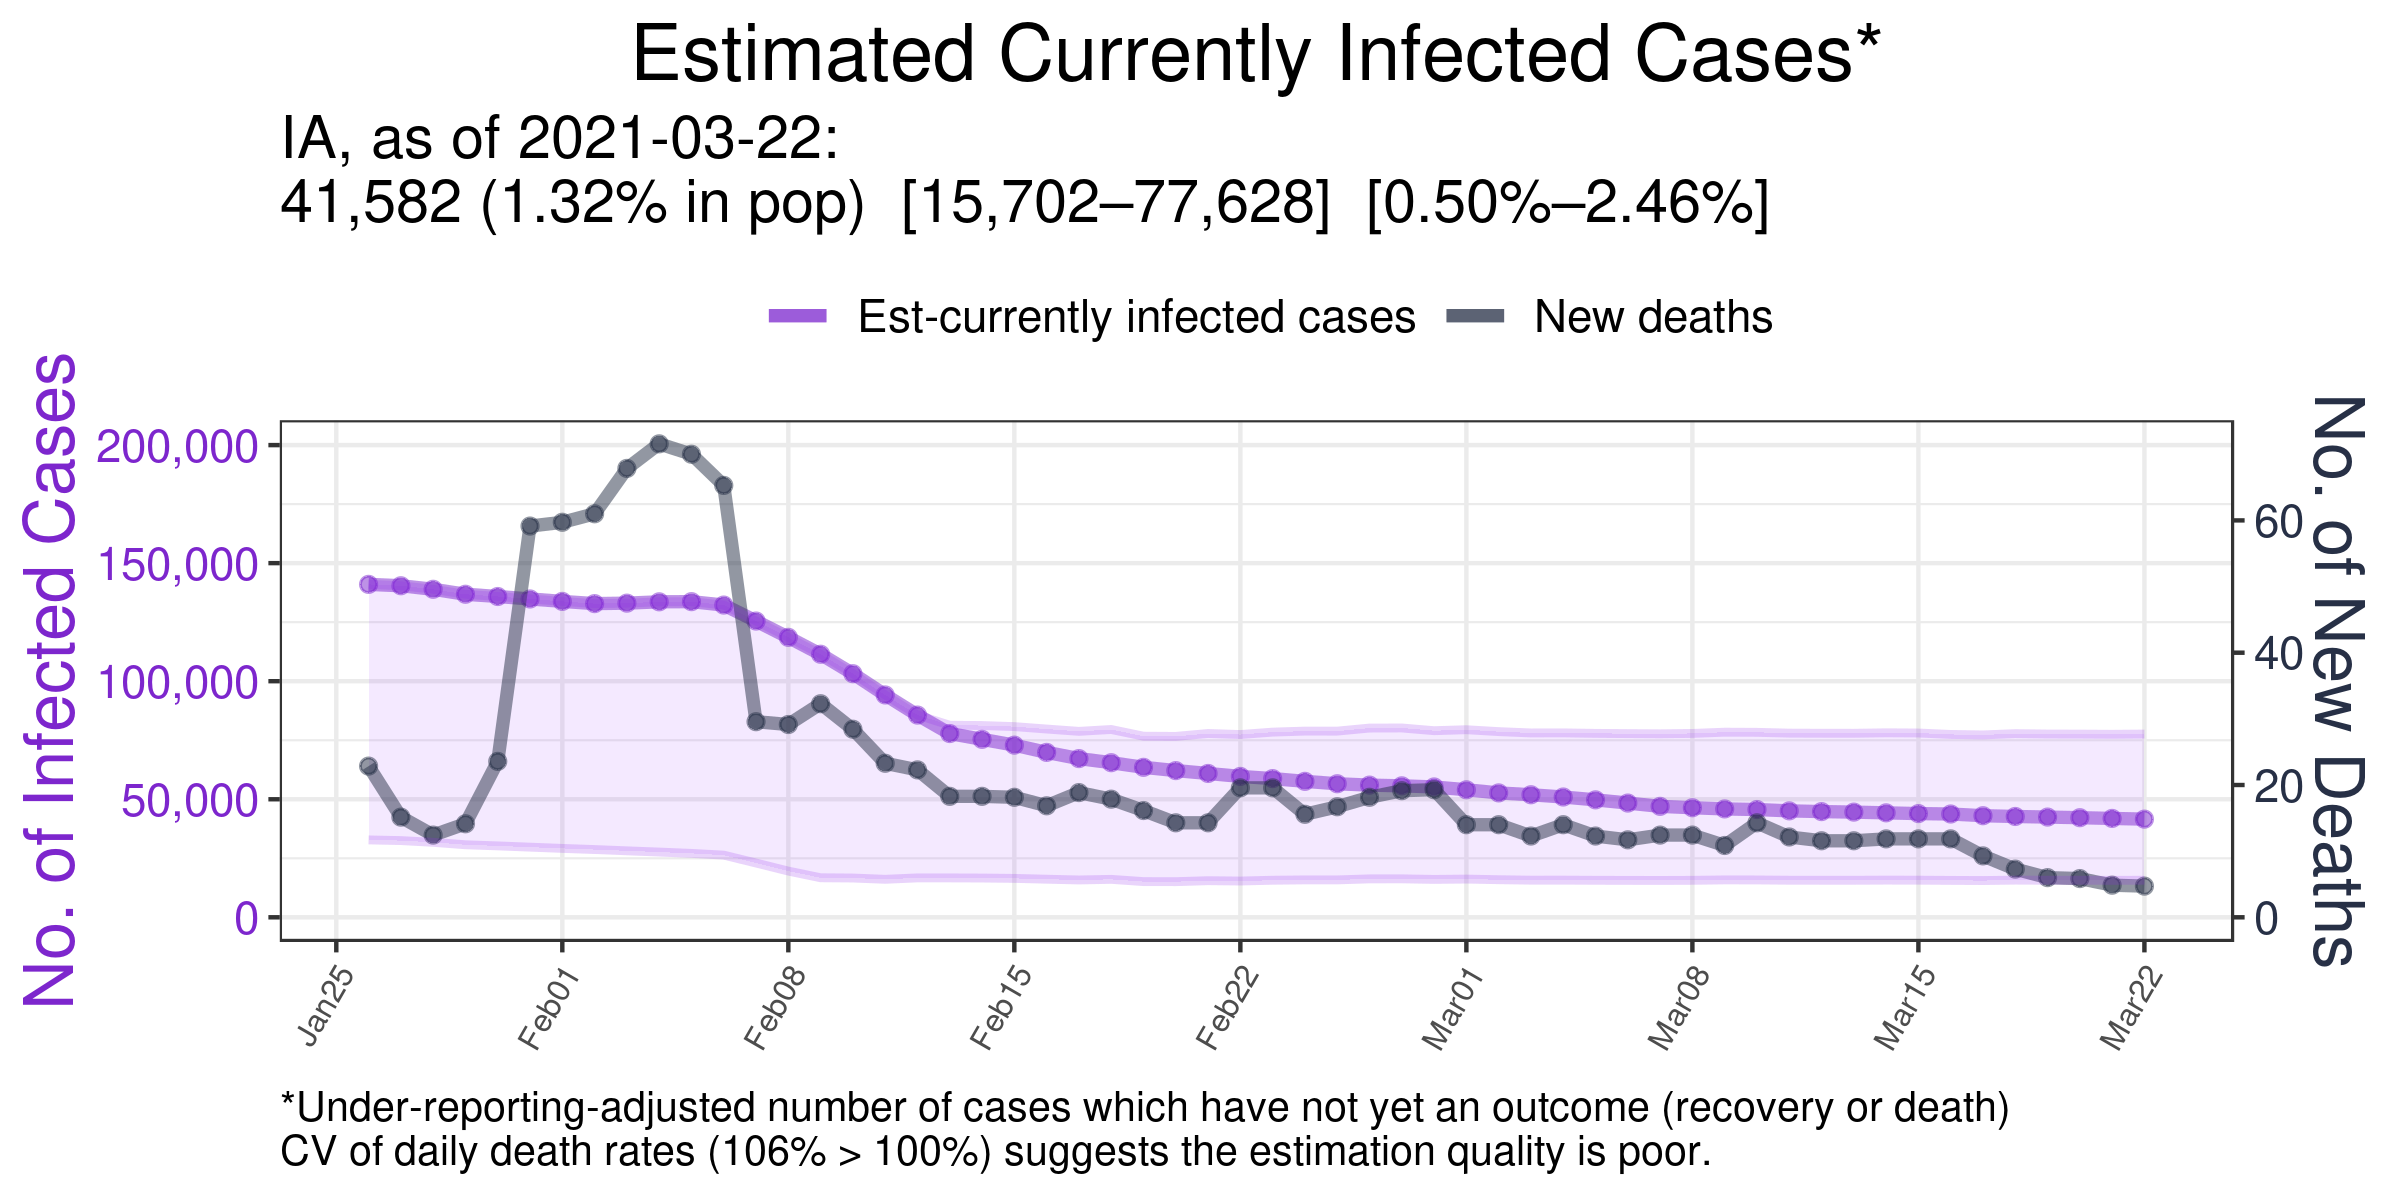 Estimated Currently Infected Cases*
IA, as of 2021-03-22:
41,582 (1.32% in pop)  [15,702–77,628]  [0.50%–2.46%]
Est-currently infected cases
New deaths
No. of Infected Cases
200,000
150,000
100,000
50,000
0
60
40
20
0
No. of New Deaths
Jan25
Feb01
Feb08
Feb15
Feb22
Mar01
Mar08
Mar15
Mar22
*Under-reporting-adjusted number of cases which have not yet an outcome (recovery or death)
CV of daily death rates (106% > 100%) suggests the estimation quality is poor.